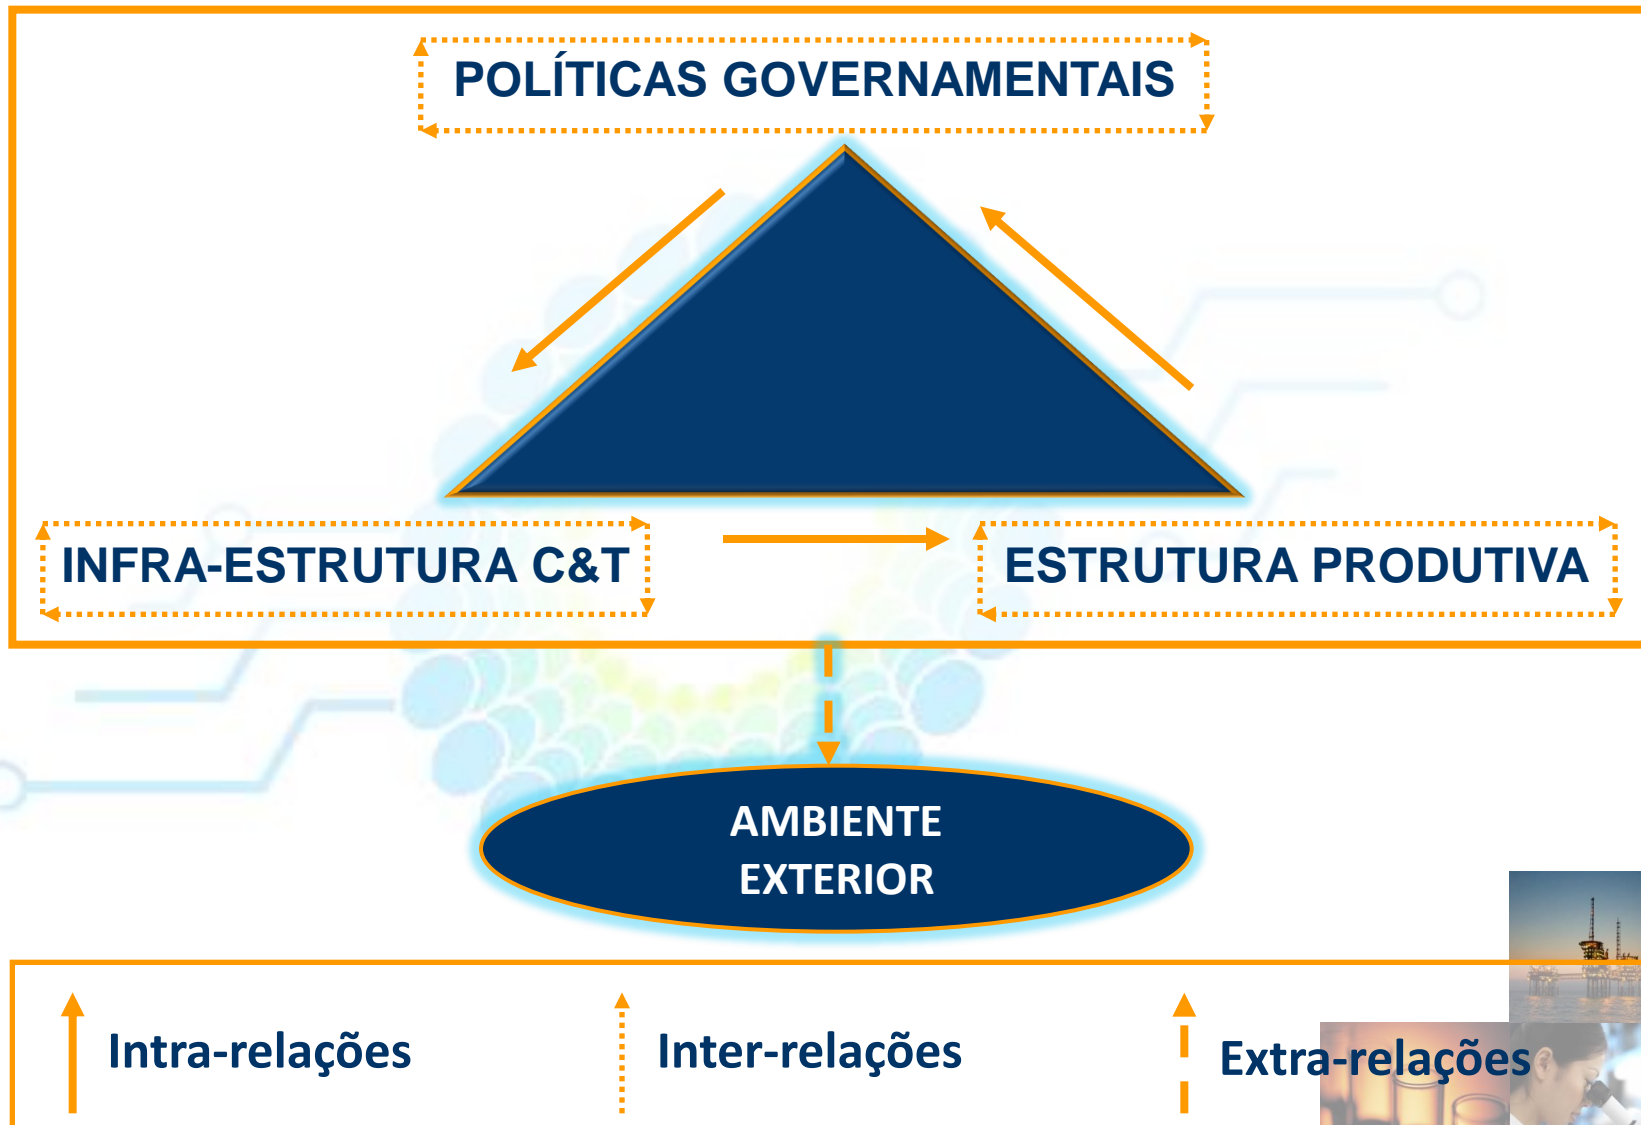 POLÍTICAS GOVERNAMENTAIS
INFRA-ESTRUTURA C&T
ESTRUTURA PRODUTIVA
AMBIENTE
EXTERIOR
Intra-relações
Inter-relações
Extra-relações